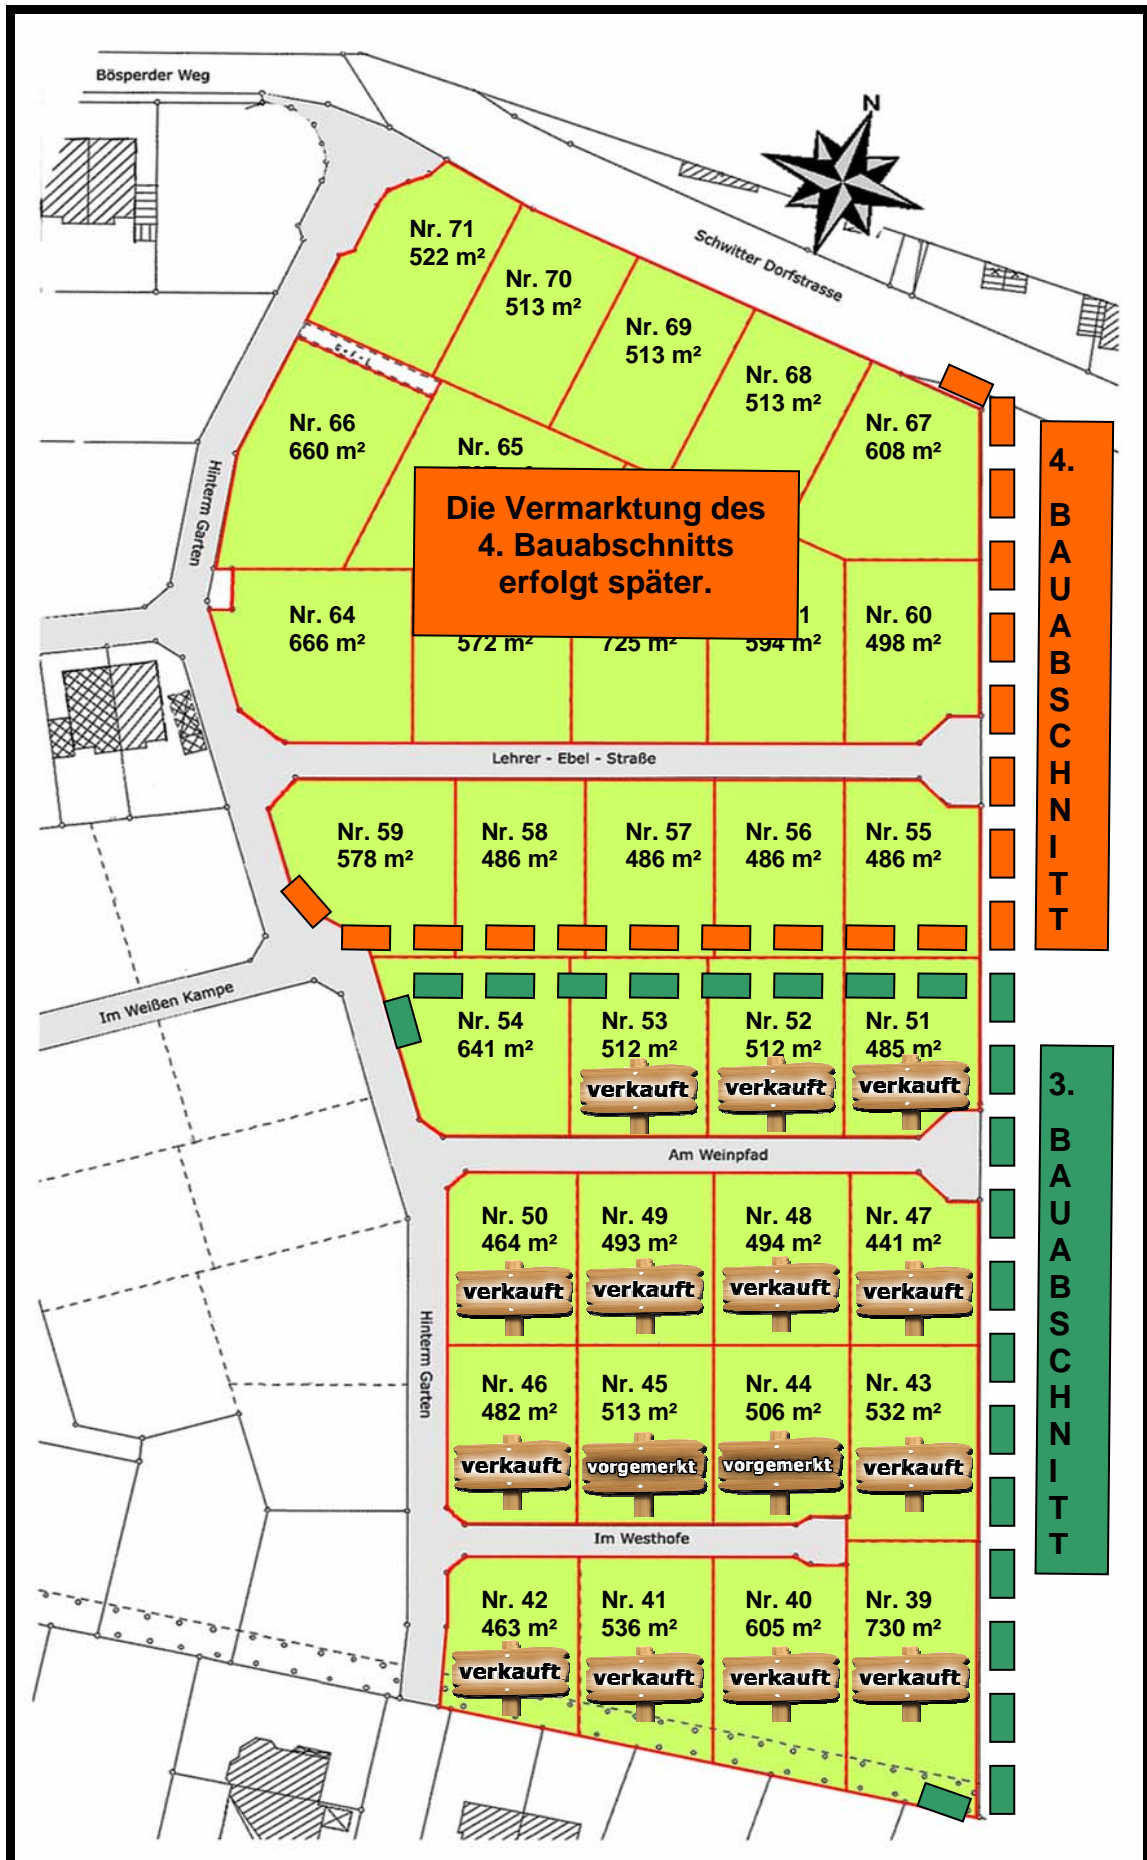 Bösperder Weg
N
Schwitter Dorfstrasse
Nr. 71
522 m²
Nr. 70
513 m²
Nr. 69
513 m²
Nr. 68
513 m²
Nr. 67
608 m²
Nr. 66
660 m²
Nr. 65
Hinterm Garten
Die Vermarktung des
4. Bauabschnitts
erfolgt später.
4.
BAUABSCHNITT
Nr. 64
666 m²
572 m²
725 m²
594 m²
Nr. 60
498 m²
Lehrer - Ebel - Straße
Nr. 59
578 m²
Nr. 58
486 m²
Nr. 57
486 m²
Nr. 56
486 m²
Nr. 55
486 m²
Im Weißen Kampe
Nr. 54
641 m²
Nr. 53
512 m²
verkauft
Nr. 52
512 m²
verkauft
Nr. 51
485 m²
verkauft
3.
BAUABSCHNITT
Am Weinpfad
Nr. 50
464 m²
verkauft
Nr. 49
493 m²
verkauft
Nr. 48
494 m²
verkauft
Nr. 47
441 m²
verkauft
Hinterm Garten
Nr. 46
482 m²
verkauft
Nr. 45
513 m²
vorgemerkt
Nr. 44
506 m²
vorgemerkt
Nr. 43
532 m²
verkauft
Im Westhofe
Nr. 42
463 m²
verkauft
Nr. 41
536 m²
verkauft
Nr. 40
605 m²
verkauft
Nr. 39
730 m²
verkauft